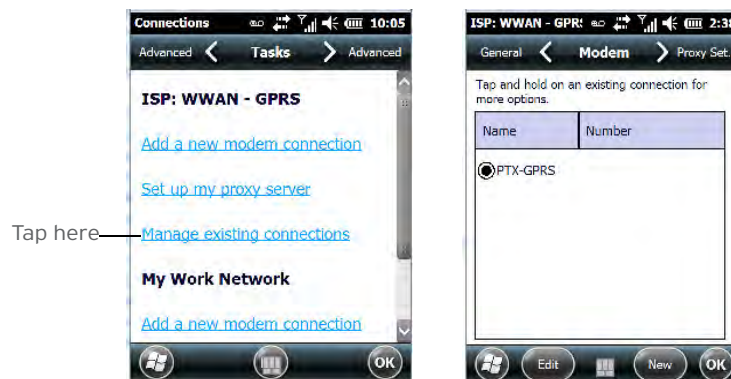 Connections 10:05
Advanced Tasks Advanced
ISP: WWAN - GPRS
Add a new modem connection
Set up my proxy server
Manage existing connections
My Work Network
Add a new modem connection
OK
Tap here
ISP: WWAN - GPR: 2:38
General Modem Proxy Set.
Tap and hold on an existing connection for
more options.
Name Number
PTX-GPRS
Edit New OK